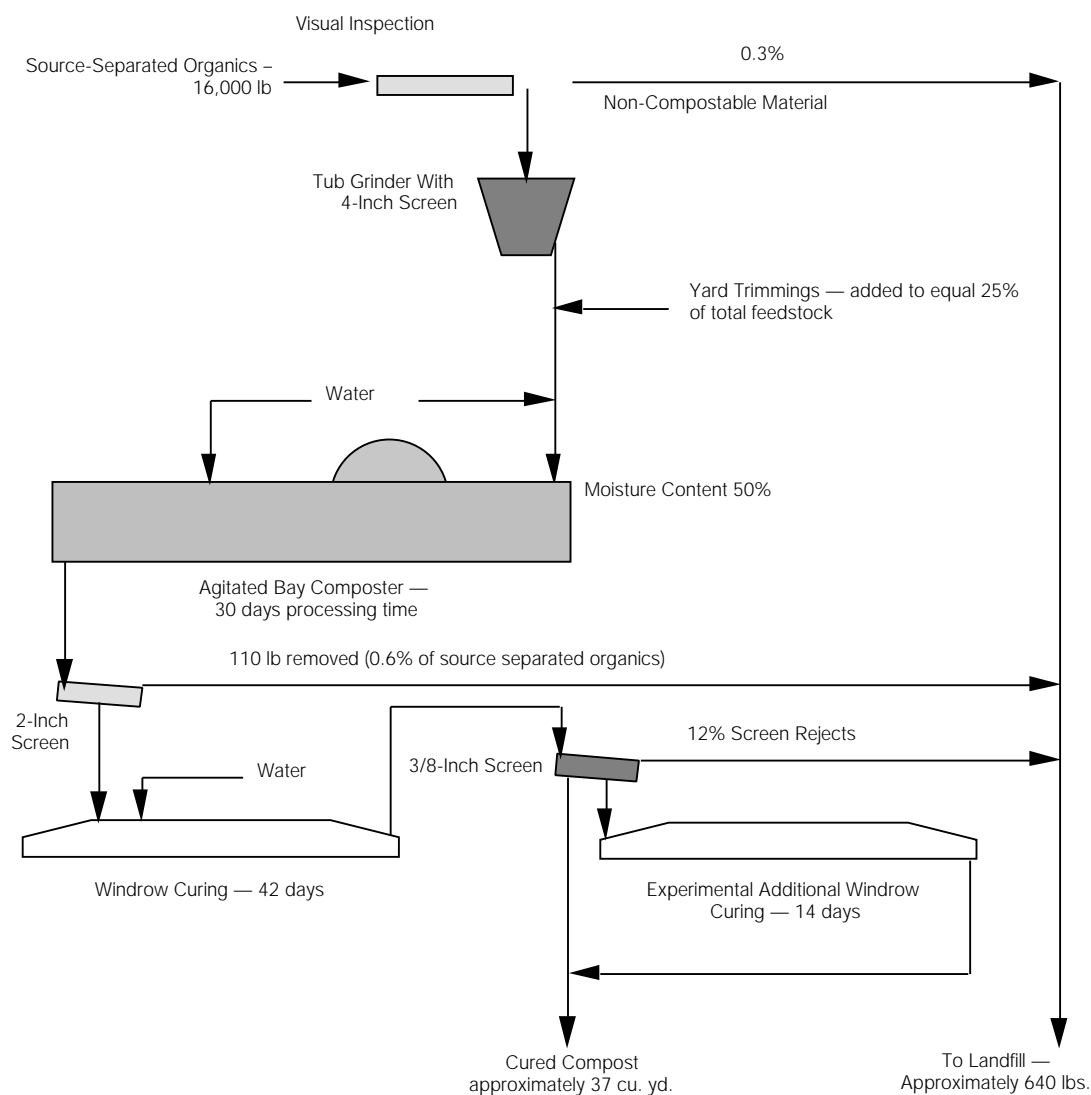 Visual Inspection
Source-Separated Organics –
16,000 lb
0.3%
Non-Compostable Material
Tub Grinder With
4-Inch Screen
Yard Trimmings — added to equal 25%
of total feedstock
Water
Moisture Content 50%
Agitated Bay Composter —
30 days processing time
110 lb removed (0.6% of source separated organics)
2-Inch
Screen
12% Screen Rejects
3/8-Inch Screen
Water
Windrow Curing — 42 days
Experimental Additional Windrow
Curing — 14 days
Cured Compost
approximately 37 cu. yd.
To Landfill —
Approximately 640 lbs.